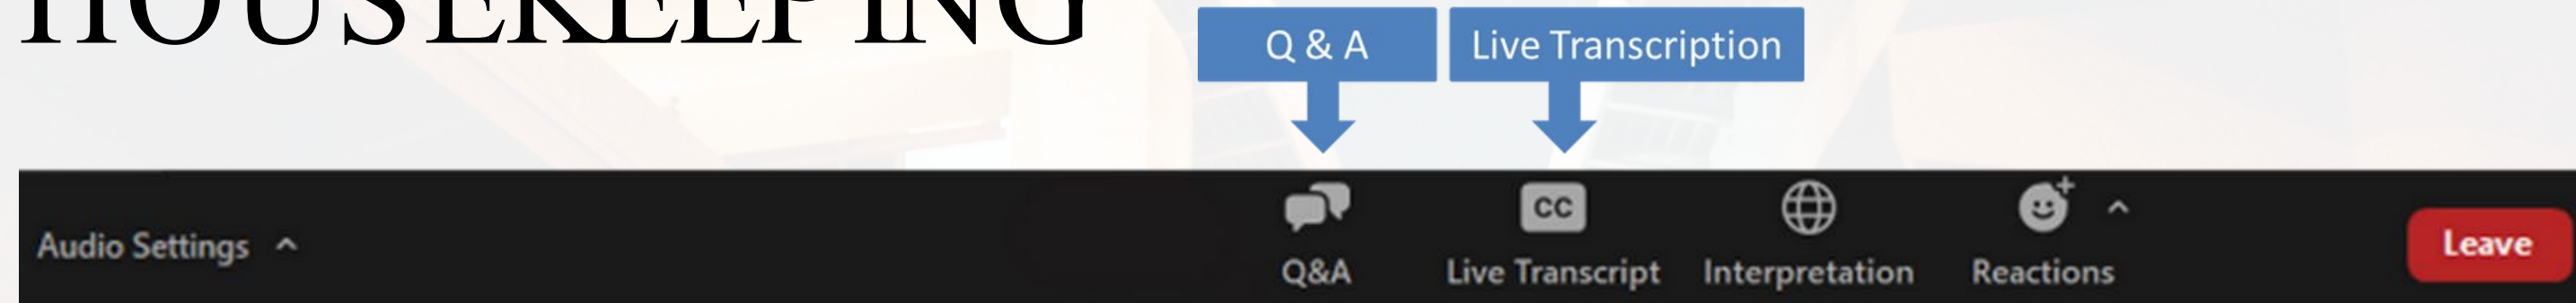 HOUSEKEEPING
Q & A
Live Transcription
Audio Settings
CC
Q&A
Live Transcript
Interpretation
Reactions
Leave